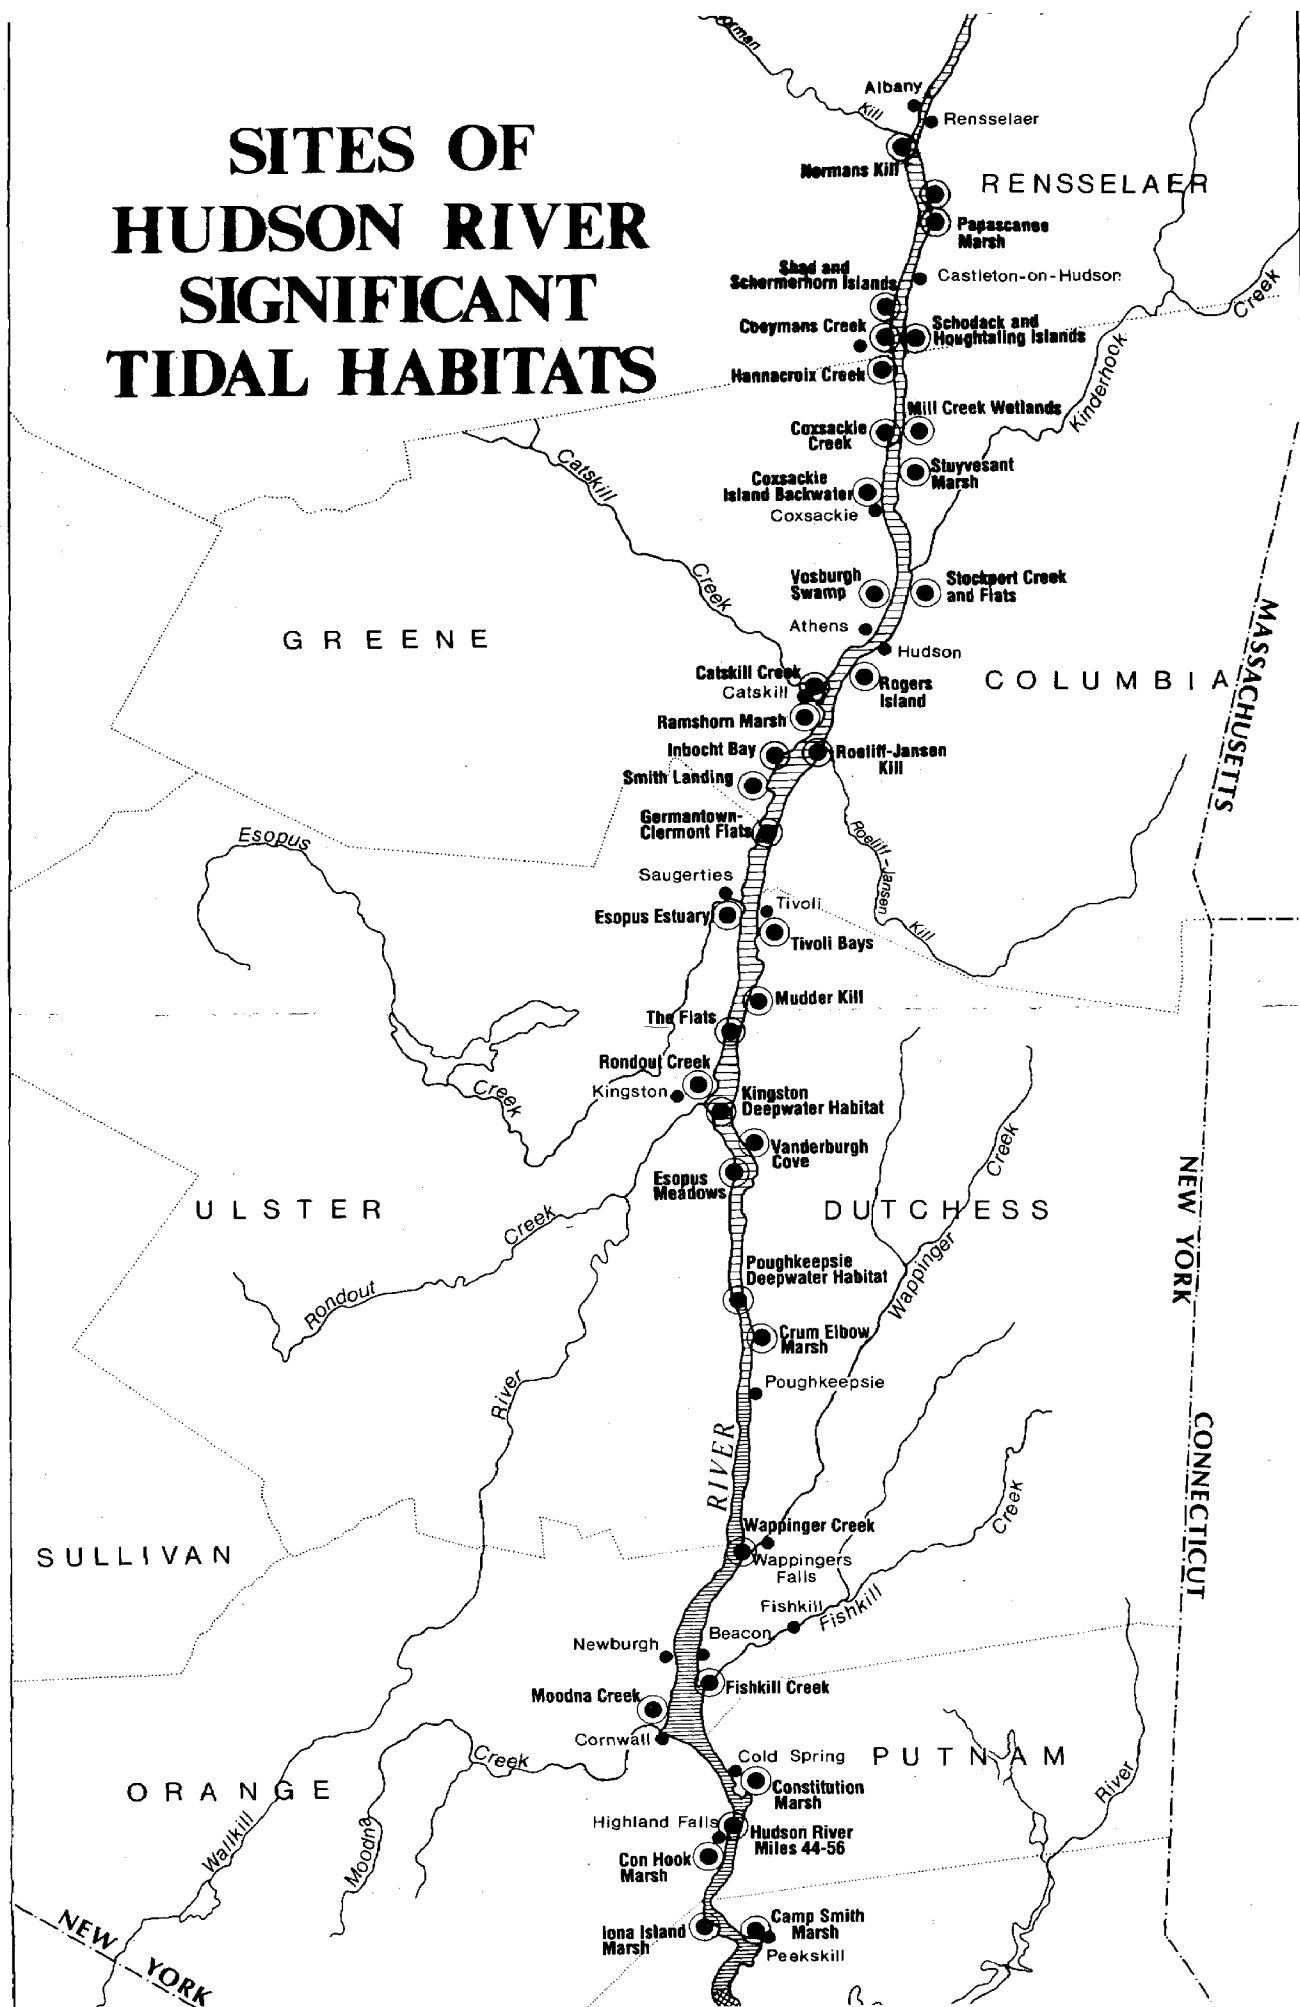 SITES OF
HUDSON RIVER
SIGNIFICANT
TIDAL HABITATS
Albany
Kill
Rensselaer
Normans Kill
RENSSELAER
Papascanee
Marsh
Castleton-on-Hudson
Shad and
Schermerhorn Islands
Creek
Coeymans Creek
Schodack and
Houghtaling Islands
Kinderhook
Hannacroix Creek
Mill Creek Wetlands
Coxsackie
Creek
Catskill
Stuyvesant
Marsh
Coxsackie
Island Backwater
Coxsackie
Creek
Vosburgh
Swamp
Stockport Creek
and Flats
Athens
GREENE
Hudson
MASSACHUSETTS
Catskill Creek
Catskill
Rogers
Island
COLUMBIA
Ramshorn Marsh
Inbocht Bay
Roeliff-Jansen
Kill
Smith Landing
Germantown-
Clermont Flats
Esopus
Roeliff-Jansen
Saugerties
Tivoli
Esopus Estuary
Tivoli Bays
Kill
Mudder Kill
The Flats
Rondout Creek
Kingston
Creek
Kingston
Deepwater Habitat
Vanderburgh
Cove
Creek
Esopus
Meadows
ULSTER
Creek
DUTCHESS
NEW YORK
Wappinger
Rondout
Poughkeepsie
Deepwater Habitat
Crum Elbow
Marsh
Poughkeepsie
River
RIVER
CONNECTICUT
Creek
Wappinger Creek
SULLIVAN
Wappingers
Falls
Fishkill
Fishkill
Beacon
Newburgh
Fishkill Creek
Moodna Creek
Cornwall
Creek
Cold Spring
PUTNAM
Constitution
Marsh
River
ORANGE
Highland Falls
Hudson River
Miles 44-56
Wallkill
Moodna
Con Hook
Marsh
Camp Smith
Marsh
Iona Island
Marsh
Peekskill
NEW YORK